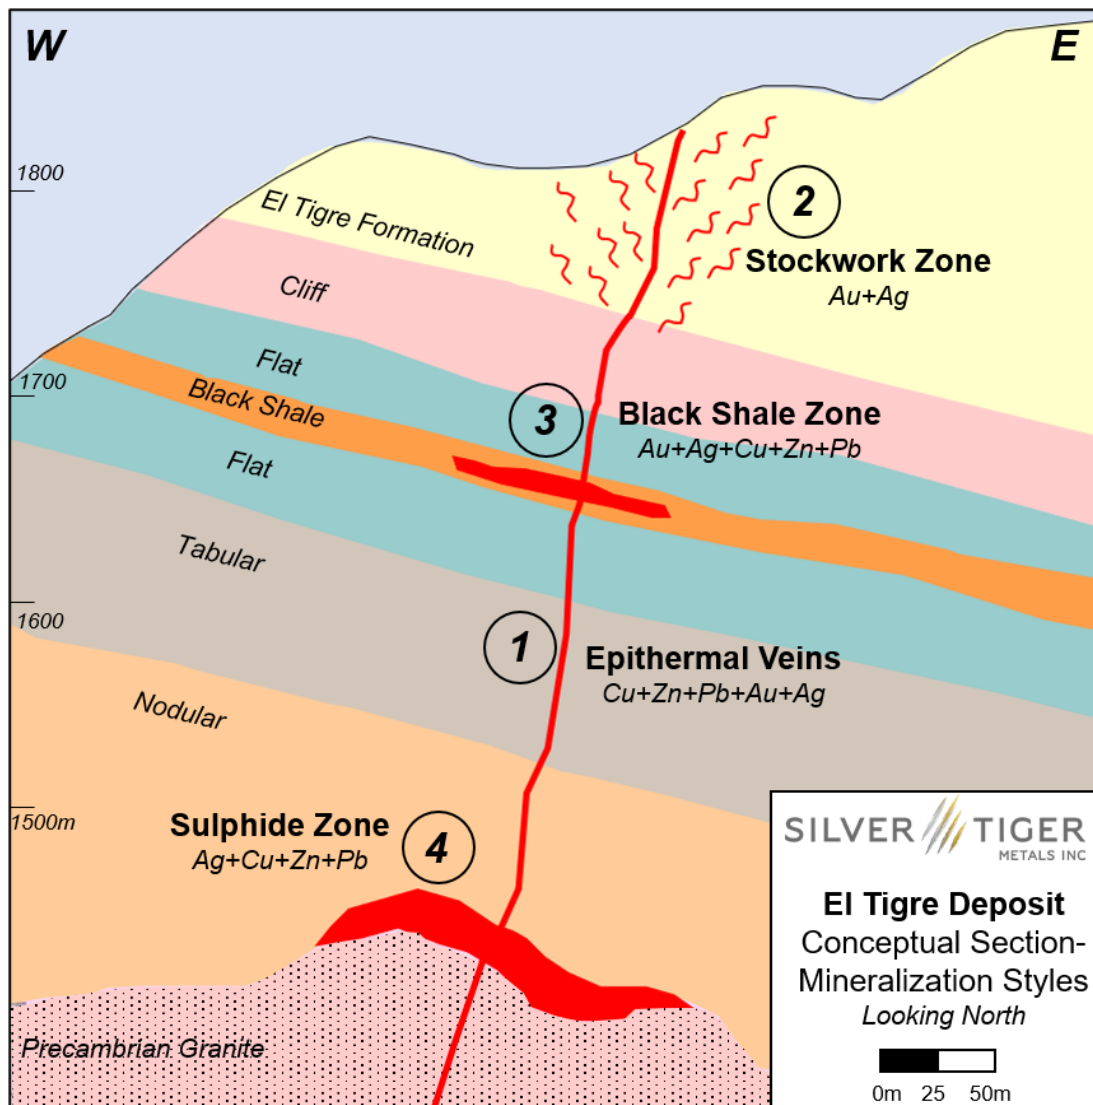 W
E
1800
El Tigre Formation
2
Stockwork Zone
Au+Ag
Cliff
Flat
1700
Black Shale
3
Black Shale Zone
Au+Ag+Cu+Zn+Pb
Flat
Tabular
1600
1
Epithermal Veins
Cu+Zn+Pb+Au+Ag
Nodular
1500m
Sulphide Zone
Ag+Cu+Zn+Pb
4
Precambrian Granite
SILVER TIGER
METALS INC
El Tigre Deposit
Conceptual Section-
Mineralization Styles
Looking North
0m 25 50m